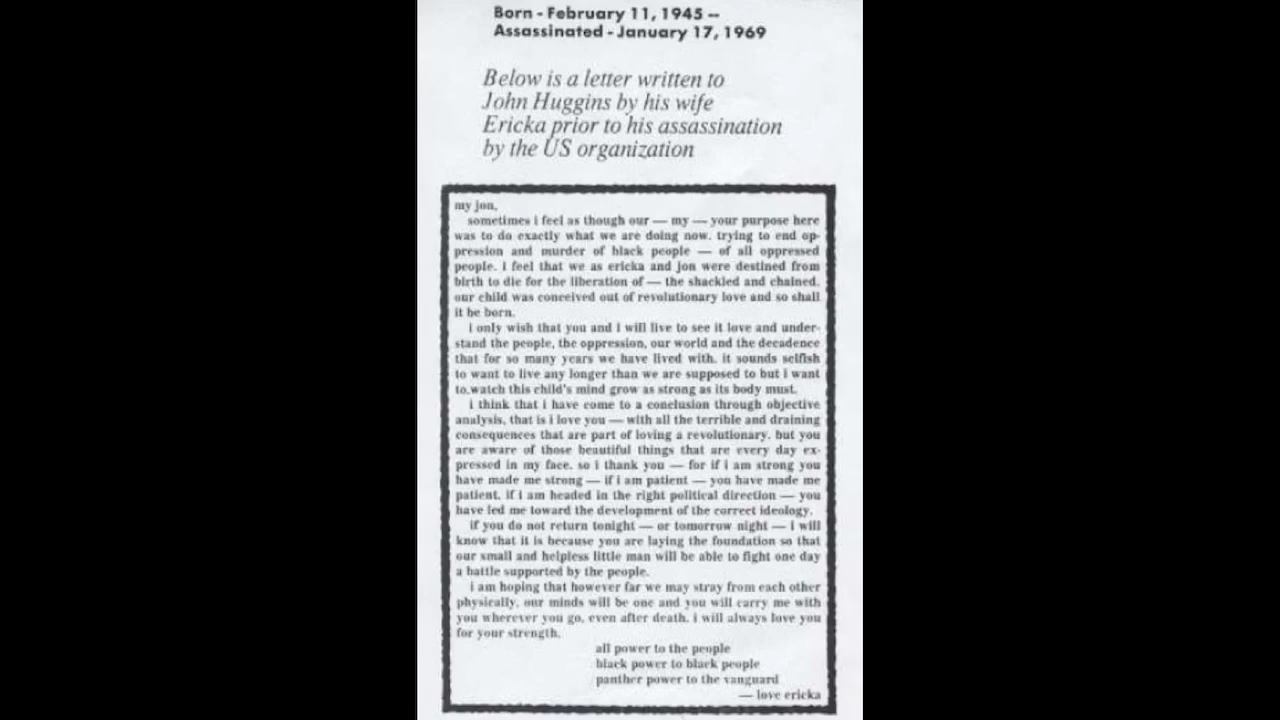 Born - February 11, 1945 --
Assassinated - January 17, 1969
Below is a letter written to
John Huggins by his wife
Ericka prior to his assassination
by the US organization
my jon,
sometimes i feel as though our — my — your purpose here
was to do exactly what we are doing now. trying to end op-
pression and murder of black people — of all oppressed
people. i feel that we as ericka and jon were destined from
birth to die for the liberation of — the shackled and chained.
our child was conceived out of revolutionary love and so shall
it be born.
i only wish that you and i will live to see it love and under-
stand the people, the oppression, our world and the decadence
that for so many years we have lived with. it sounds selfish
to want to live any longer than we are supposed to but i want
to watch this child's mind grow as strong as its body must.
i think that i have come to a conclusion through objective
analysis, that is i love you — with all the terrible and draining
consequences that are part of loving a revolutionary. but you
are aware of those beautiful things that are every day ex-
pressed in my face. so i thank you — for if i am strong you
have made me strong — if i am patient — you have made me
patient. if i am headed in the right political direction — you
have led me toward the development of the correct ideology.
if you do not return tonight — or tomorrow night — i will
know that it is because you are laying the foundation so that
our small and helpless little man will be able to fight one day
a battle supported by the people.
i am hoping that however far we may stray from each other
physically, our minds will be one and you will carry me with
you wherever you go, even after death. i will always love you
for your strength.
all power to the people
black power to black people
panther power to the vanguard
— love ericka